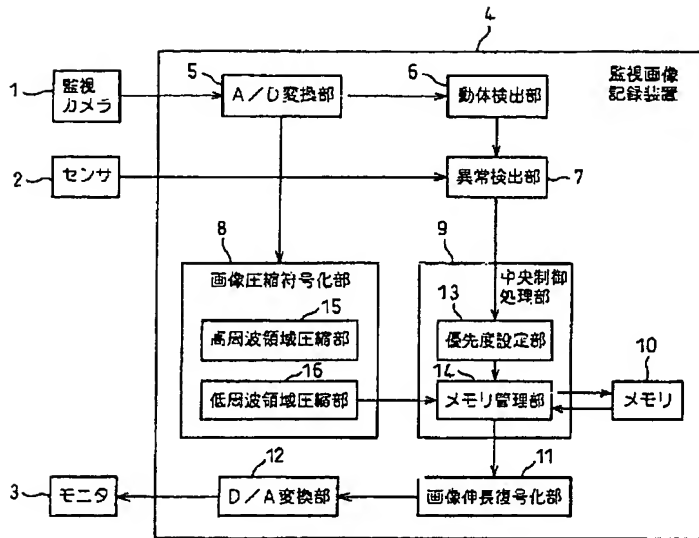 4
監視画像
記録装置
1
監視
カメラ
5
A/D変換部
6
動体検出部
2
センサ
異常検出部
7
8
画像圧縮符号化部
15
高周波領域圧縮部
16
低周波領域圧縮部
9
中央制御
処理部
13
優先度設定部
14
メモリ管理部
10
メモリ
3
モニタ
12
D/A変換部
11
画像伸長復号化部